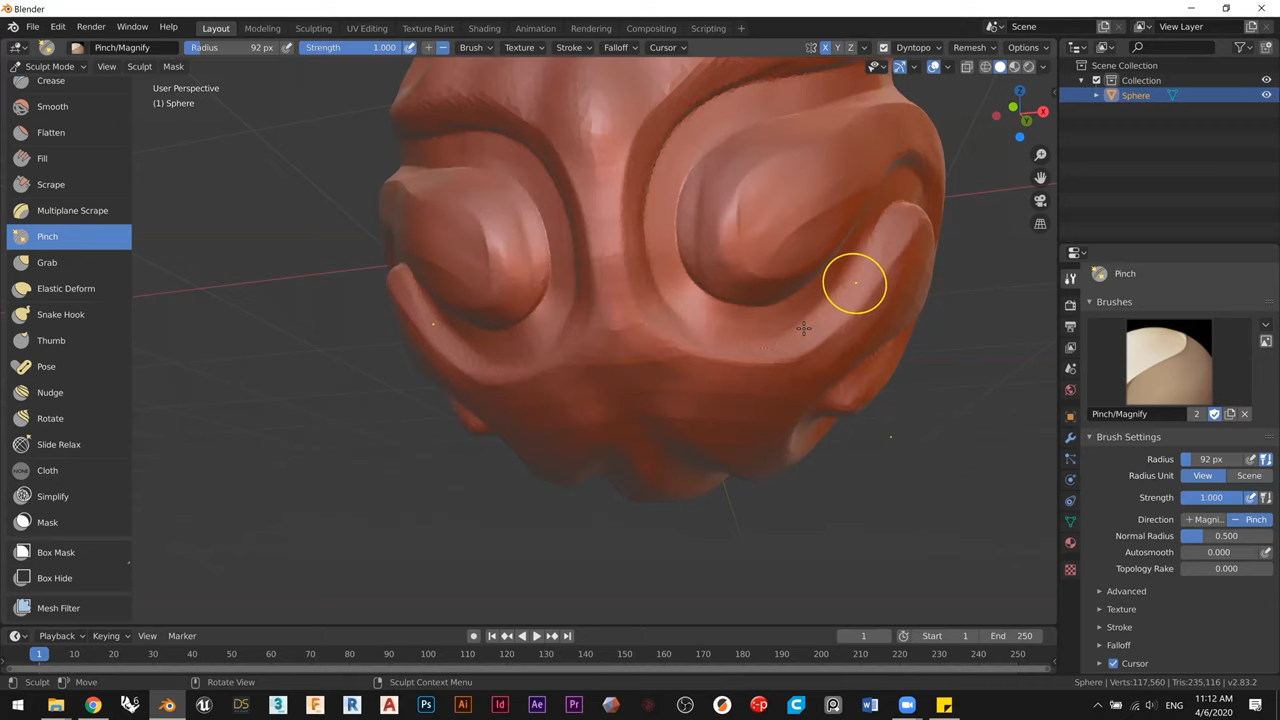 Blender
File Edit Render Window Help Layout Modeling Sculpting UV Editing Texture Paint Shading Animation Rendering Compositing Scripting Scene View Layer
Pinch/Magnify Radius 92 px Strength 1.000 Brush Texture Stroke Falloff Cursor X Y Z Dyntopo Remesh Options
Sculpt Mode View Sculpt Mask
Scene Collection
Collection
Sphere
User Perspective
(1) Sphere
Z
X
Y
Crease
Smooth
Flatten
Fill
Scrape
Multiplane Scrape
Pinch
Grab
Elastic Deform
Snake Hook
Thumb
Pose
Nudge
Rotate
Slide Relax
NONE Cloth
Simplify
Mask
Box Mask
Box Hide
Mesh Filter
Pinch
Brushes
Pinch/Magnify 2
Brush Settings
Radius 92 px
Radius Unit View Scene
Strength 1.000
Direction + Magni... − Pinch
Normal Radius 0.500
Autosmooth 0.000
Topology Rake 0.000
Advanced
Texture
Stroke
Falloff
Cursor
Playback Keying View Marker 1 Start 1 End 250
1 10 20 30 40 50 60 70 80 90 100 110 120 130 140 150 160 170 180 190 200 210 220 230 240 250
Sculpt Move Rotate View Sculpt Context Menu Sphere | Verts:117,560 | Tris:235,116 | v2.83.2
DS 3 F R A Ps Ai Id Ae Pr
11:12 AM
4/6/2020